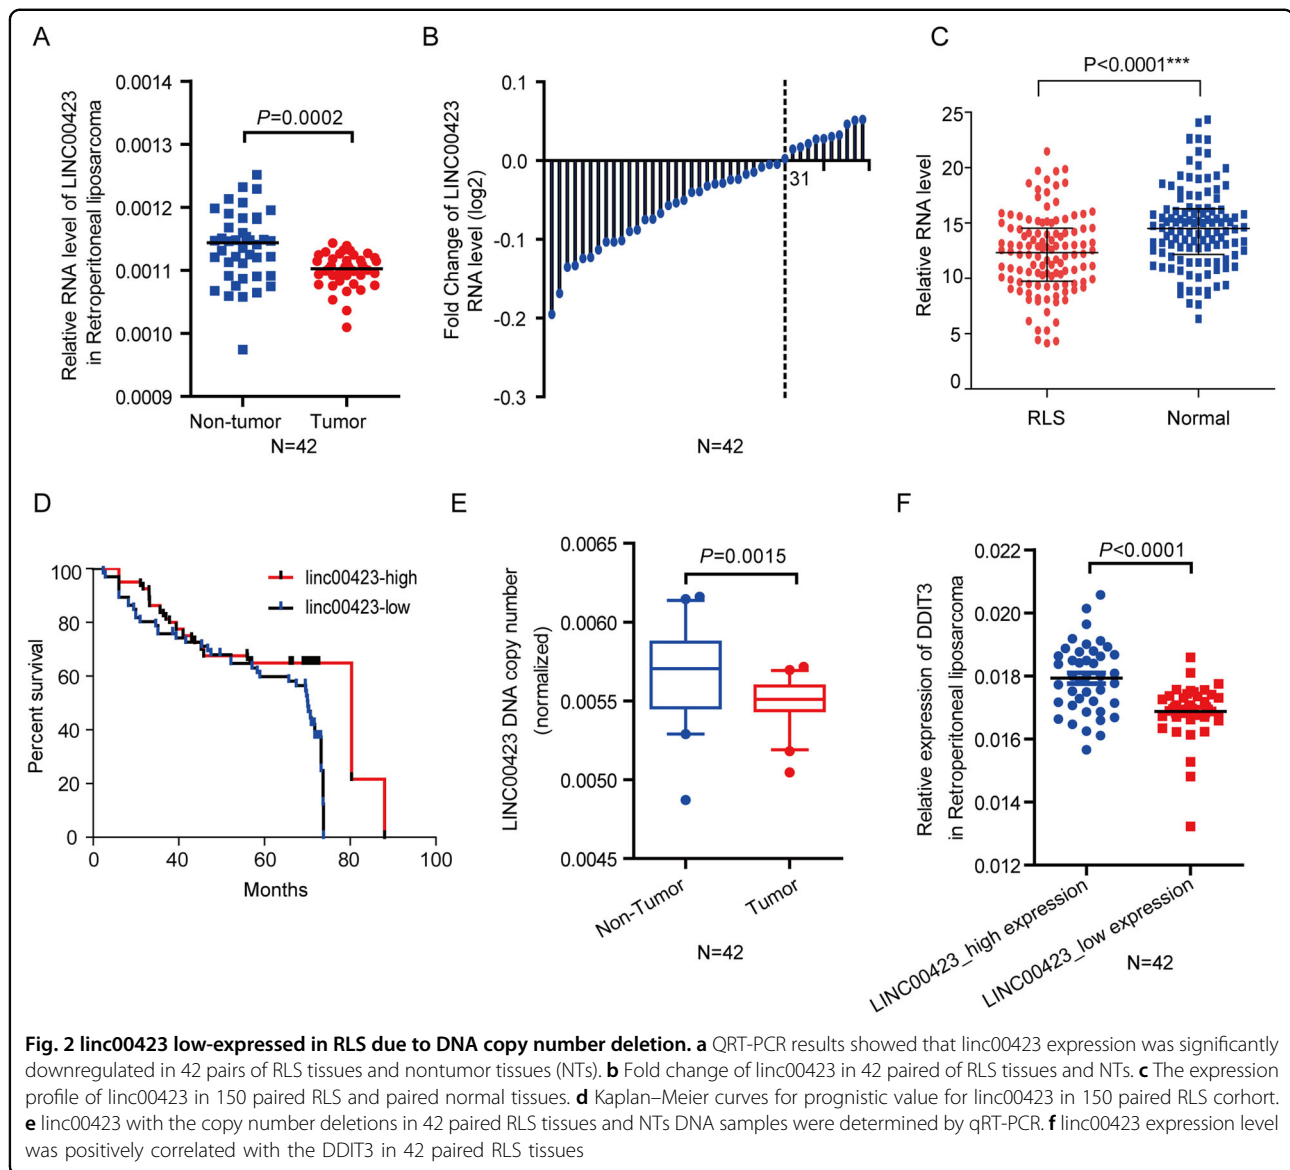 A
Relative RNA level of LINC00423
in Retroperitoneal liposarcoma
0.0014
0.0013
0.0012
0.0011
0.0010
0.0009
P=0.0002
Non-tumor
Tumor
N=42
B
Fold Change of LINC00423
RNA level (log2)
0.1
0.0
-0.1
-0.2
-0.3
31
N=42
C
P<0.0001***
Relative RNA level
25
20
15
10
5
0
RLS
Normal
D
Percent survival
100
80
60
40
20
0
linc00423-high
linc00423-low
0
40
60
80
100
Months
E
LINC00423 DNA copy number
(normalized)
0.0065
0.0060
0.0055
0.0050
0.0045
P=0.0015
Non-Tumor
Tumor
N=42
F
Relative expression of DDIT3
in Retroperitoneal liposarcoma
0.022
0.020
0.018
0.016
0.014
0.012
P<0.0001
LINC00423_high expression
LINC00423_low expression
N=42
Fig. 2 linc00423 low-expressed in RLS due to DNA copy number deletion. a QRT-PCR results showed that linc00423 expression was significantly
downregulated in 42 pairs of RLS tissues and nontumor tissues (NTs). b Fold change of linc00423 in 42 paired of RLS tissues and NTs. c The expression
profile of linc00423 in 150 paired RLS and paired normal tissues. d Kaplan–Meier curves for prognistic value for linc00423 in 150 paired RLS corhort.
e linc00423 with the copy number deletions in 42 paired RLS tissues and NTs DNA samples were determined by qRT-PCR. f linc00423 expression level
was positively correlated with the DDIT3 in 42 paired RLS tissues